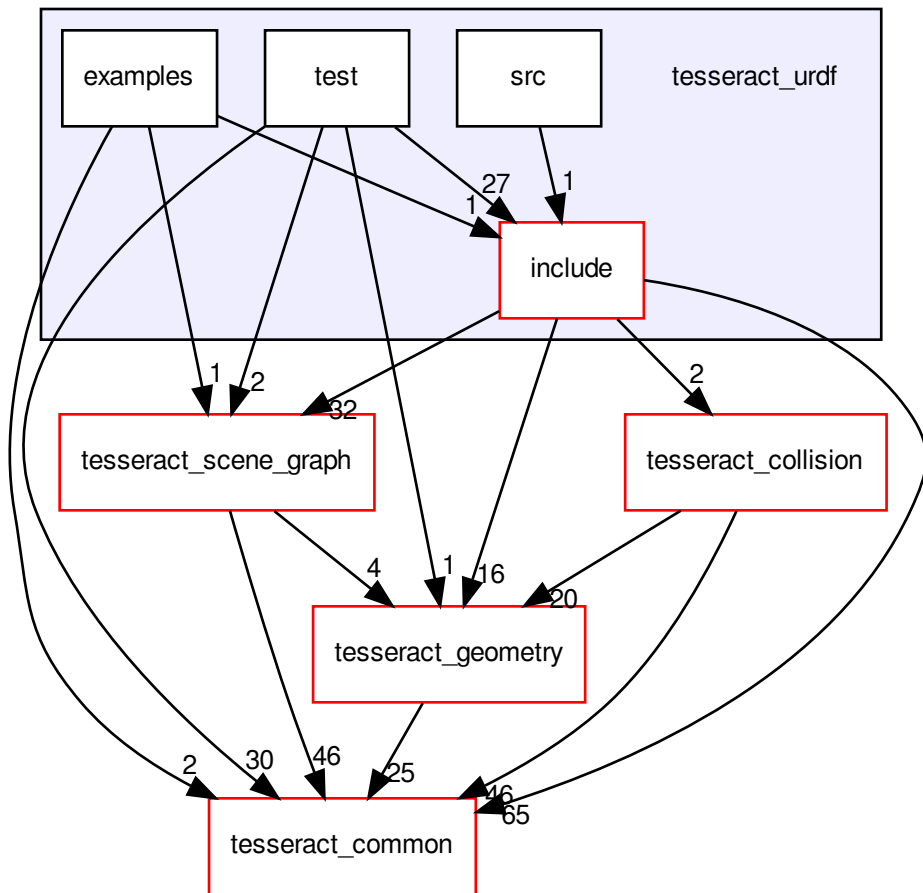 examples
test
src
tesseract_urdf
27
1
1
include
1
2
32
2
tesseract_scene_graph
tesseract_collision
4
1
16
20
tesseract_geometry
2
30
46
25
46
65
tesseract_common